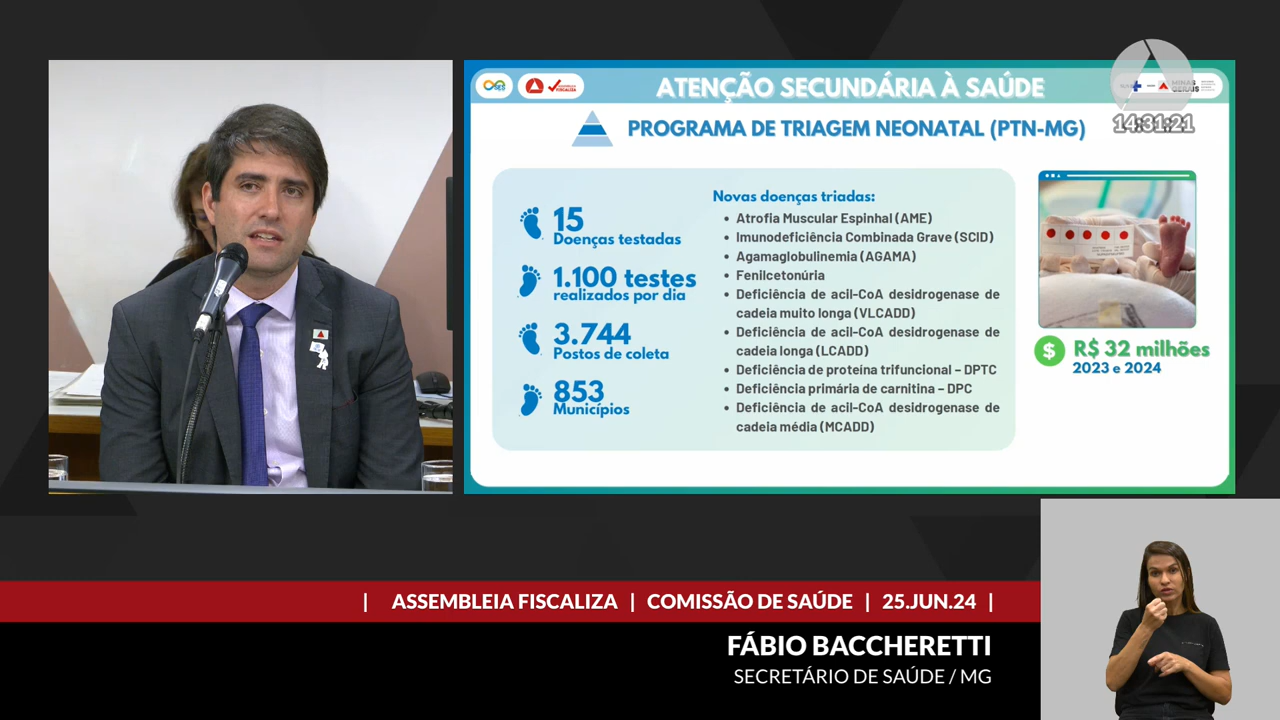 ATENÇÃO SECUNDÁRIA À SAÚDE
SES
ASSEMBLEIA
FISCALIZA
MINAS
GERAIS
14:31:21
PROGRAMA DE TRIAGEM NEONATAL (PTN-MG)
15
Doenças testadas
1.100 testes
realizados por dia
3.744
Postos de coleta
853
Municípios
Novas doenças triadas:
• Atrofia Muscular Espinhal (AME)
• Imunodeficiência Combinada Grave (SCID)
• Agamaglobulinemia (AGAMA)
• Fenilcetonúria
• Deficiência de acil-CoA desidrogenase de
cadeia muito longa (VLCADD)
• Deficiência de acil-CoA desidrogenase de
cadeia longa (LCADD)
• Deficiência de proteína trifuncional – DPTC
• Deficiência primária de carnitina – DPC
• Deficiência de acil-CoA desidrogenase de
cadeia média (MCADD)
$ R$ 32 milhões
2023 e 2024
| ASSEMBLEIA FISCALIZA | COMISSÃO DE SAÚDE | 25.JUN.24 |
FÁBIO BACCHERETTI
SECRETÁRIO DE SAÚDE / MG